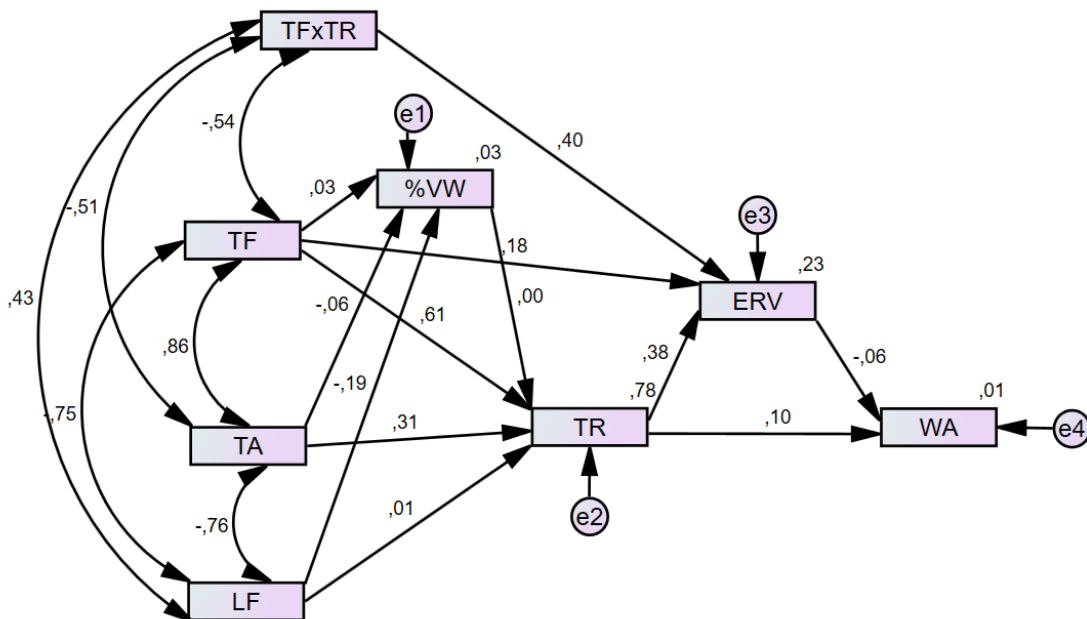 TFxTR
-,54
e1
,03
,40
,03
%VW
-,51
e3
TF
,18
,23
ERV
,43
-,06
,00
,61
,86
,38
-,06
-,19
,78
,01
-,75
TA
,31
TR
,10
WA
e4
-,76
,01
e2
LF